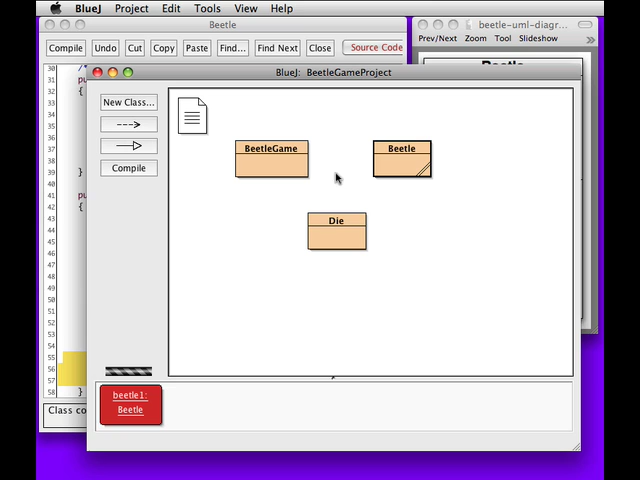 BlueJ Project Edit Tools View Help
Beetle
beetle-uml-diagr...
Compile Undo Cut Copy Paste Find... Find Next Close Source Code
Prev/Next Zoom Tool Slideshow
BlueJ: BeetleGameProject
30
31
32
33
34
35
36
37
38
39 }
40
41
42 {
43
44
45
46
47
48
49
50
51
52
53
54
55
56
57
58 }
New Class...
Compile
BeetleGame
Beetle
Die
beetle1:
Beetle
Class co